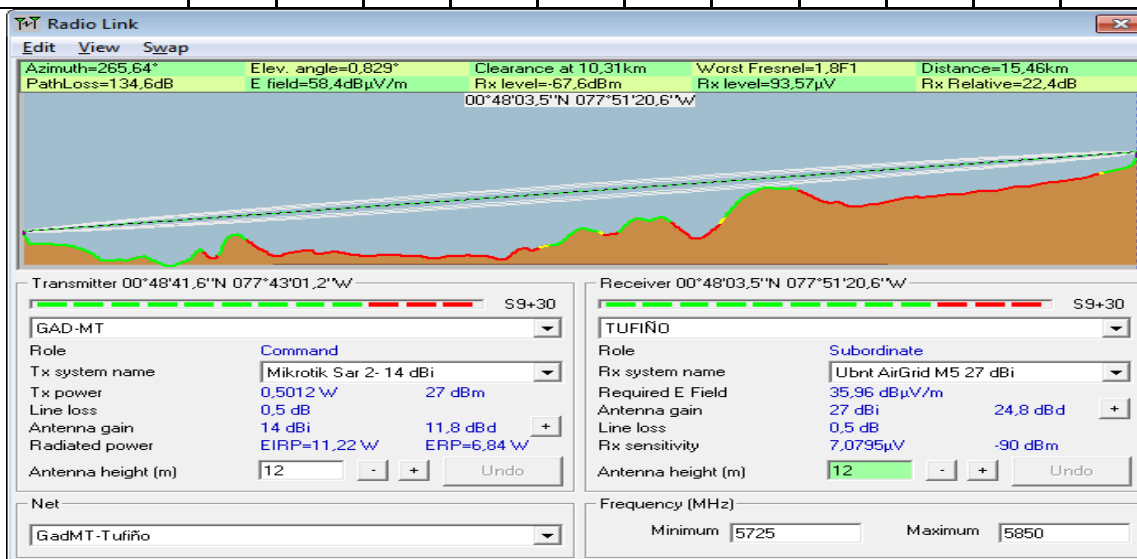 Radio Link
Edit View Swap
Azimuth=265,64° Elev. angle=0,829° Clearance at 10,31km Worst Fresnel=1,8F1 Distance=15,46km
PathLoss=134,6dB E field=58,4dBµV/m Rx level=-67,6dBm Rx level=93,57µV Rx Relative=22,4dB
00°48'03,5''N 077°51'20,6''W
Transmitter 00°48'41,6''N 077°43'01,2''W
S9+30
GAD-MT
Role Command
Tx system name Mikrotik Sar 2- 14 dBi
Tx power 0,5012 W 27 dBm
Line loss 0,5 dB
Antenna gain 14 dBi 11,8 dBd +
Radiated power EIRP=11,22 W ERP=6,84 W
Antenna height (m) 12 - + Undo
Net
GadMT-Tufiño
Receiver 00°48'03,5''N 077°51'20,6''W
S9+30
TUFIÑO
Role Subordinate
Rx system name Ubnt AirGrid M5 27 dBi
Required E Field 35,96 dBµV/m
Antenna gain 27 dBi 24,8 dBd +
Line loss 0,5 dB
Rx sensitivity 7,0795µV -90 dBm
Antenna height (m) 12 - + Undo
Frequency (MHz)
Minimum 5725 Maximum 5850